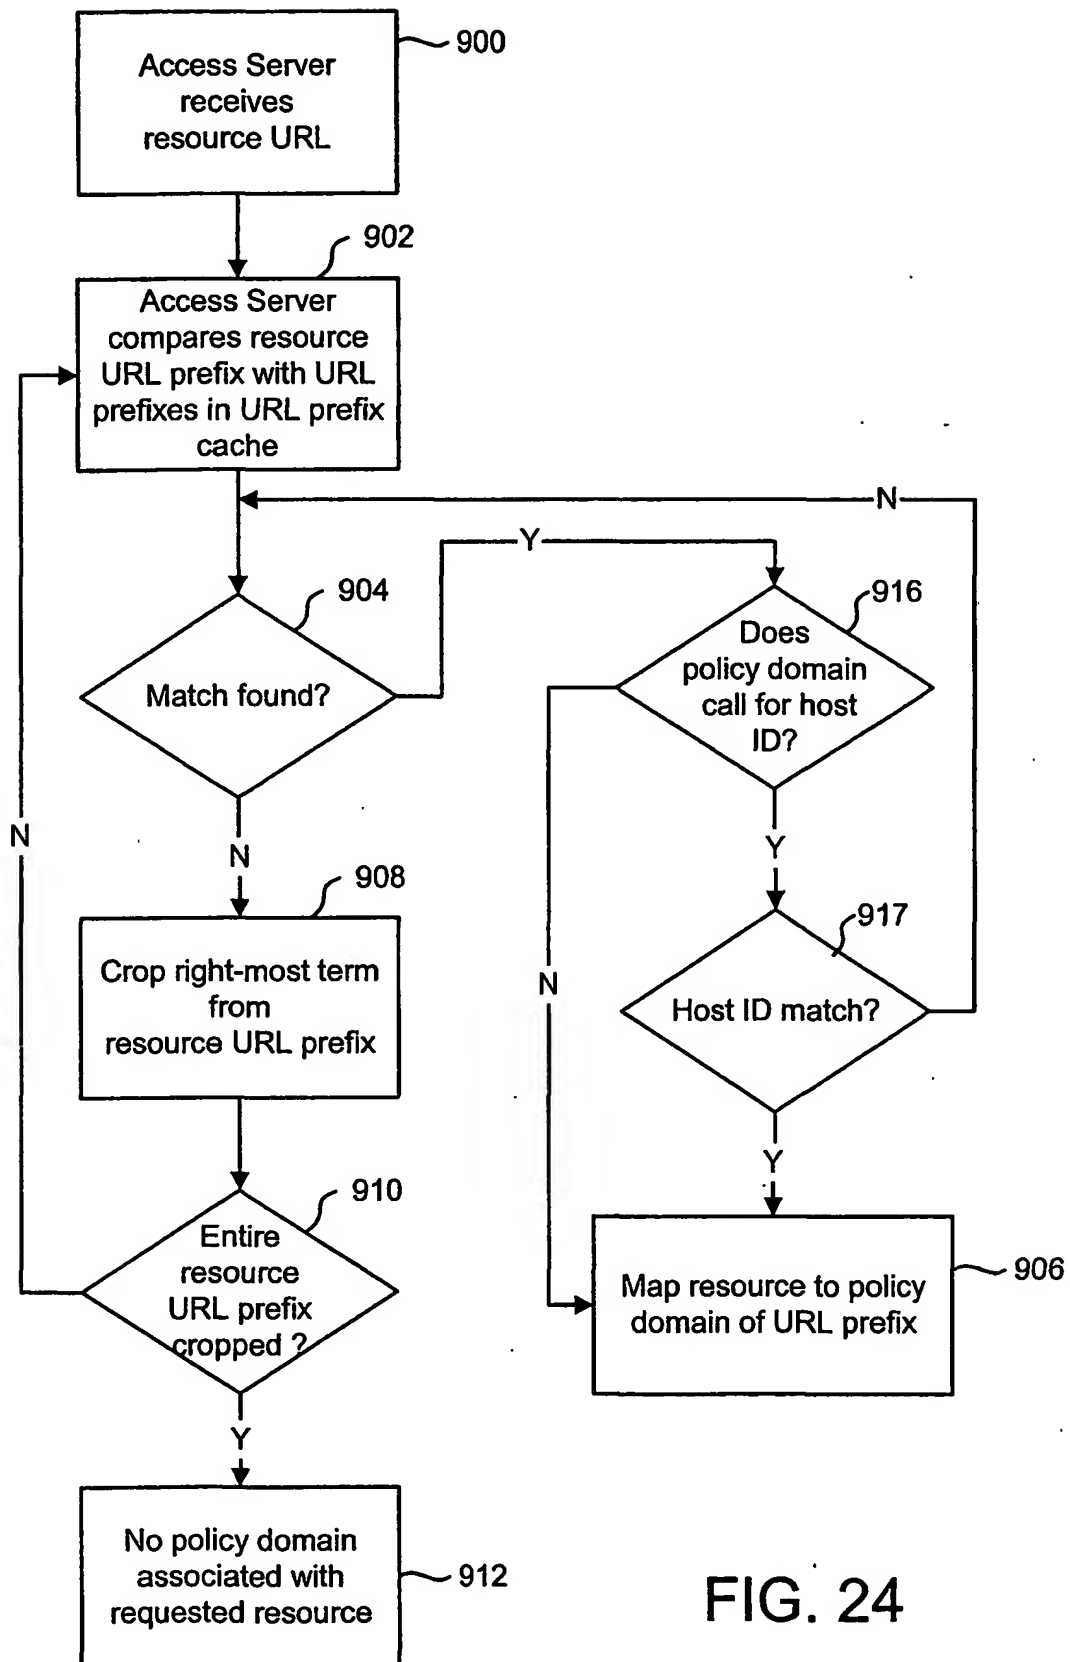 900
Access Server
receives
resource URL
902
Access Server
compares resource
URL prefix with URL
prefixes in URL prefix
cache
N
Y
904
Match found?
916
Does
policy domain
call for host
ID?
N
N
Y
908
Crop right-most term
from
resource URL prefix
917
Host ID match?
N
910
Entire
resource
URL prefix
cropped ?
Y
906
Map resource to policy
domain of URL prefix
Y
912
No policy domain
associated with
requested resource
FIG. 24